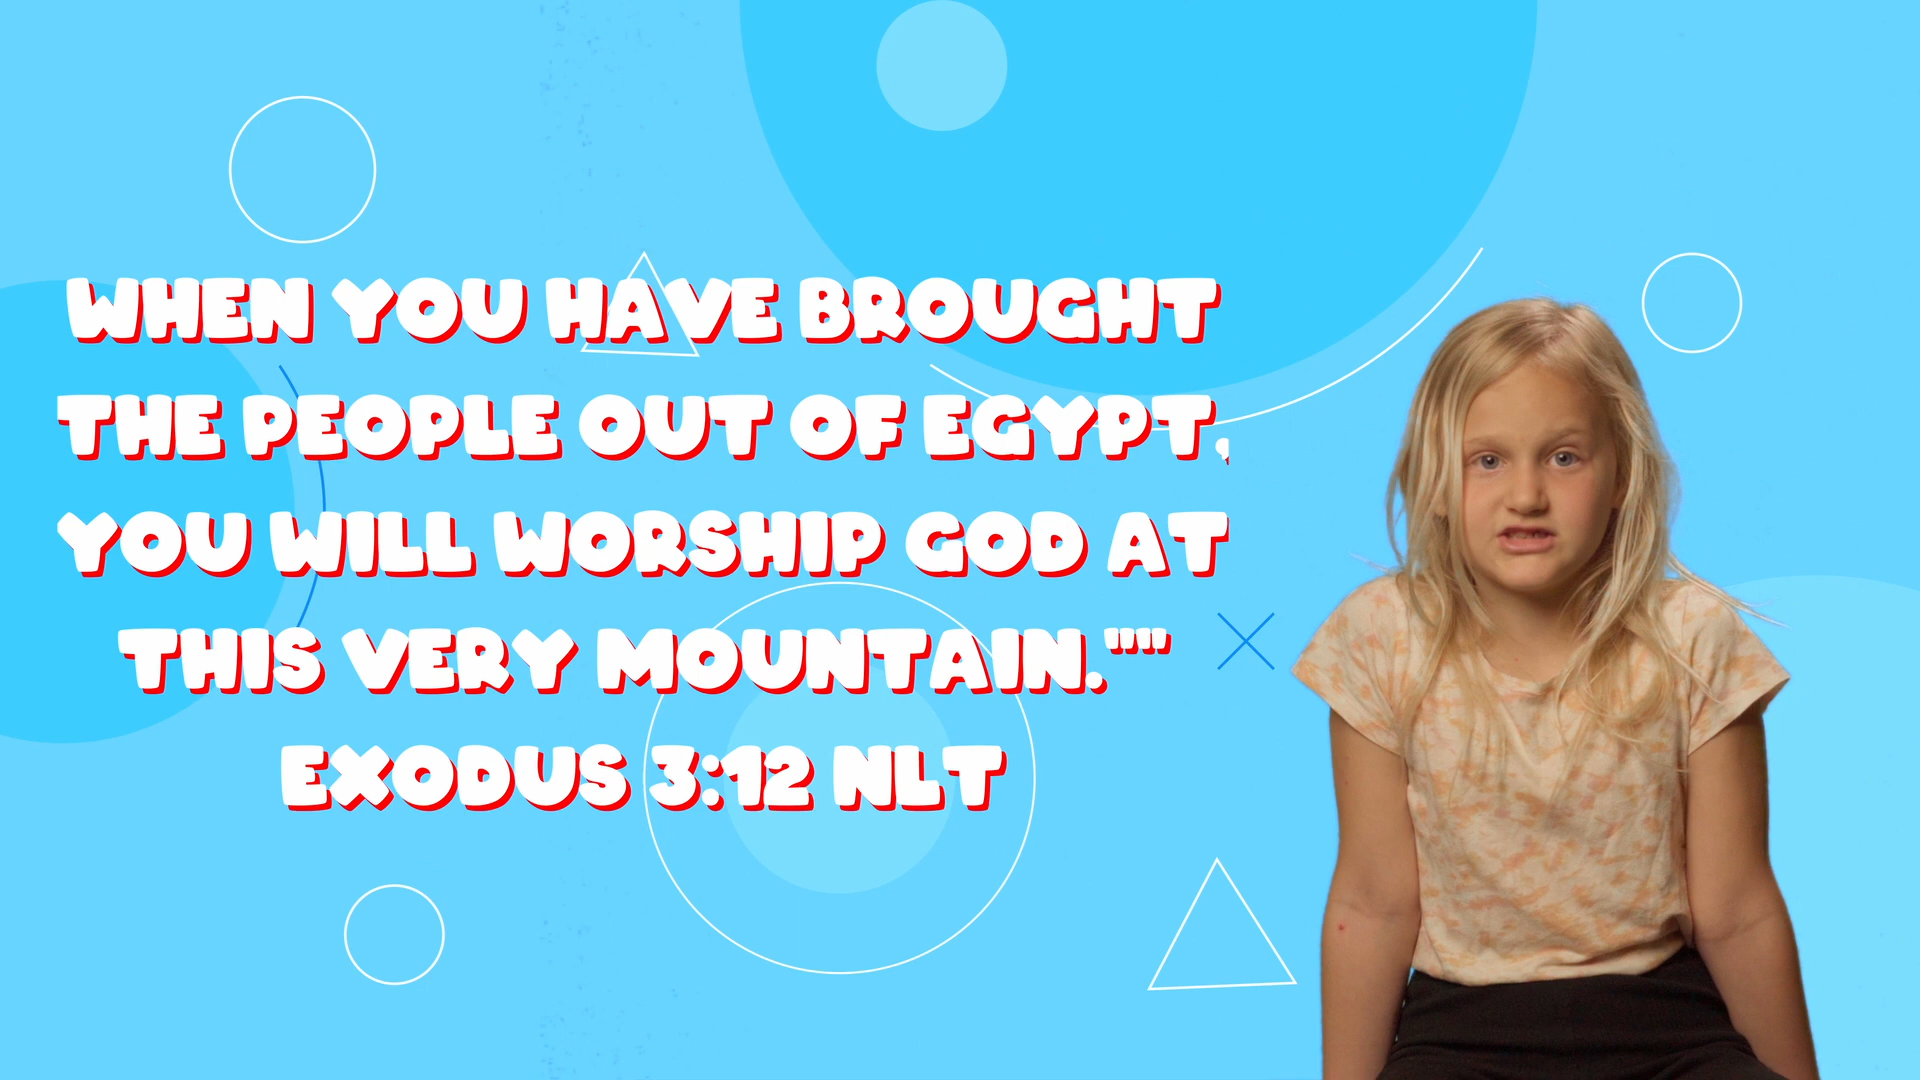 WHEN YOU HAVE BROUGHT
THE PEOPLE OUT OF EGYPT,
YOU WILL WORSHIP GOD AT
THIS VERY MOUNTAIN.""
EXODUS 3:12 NLT